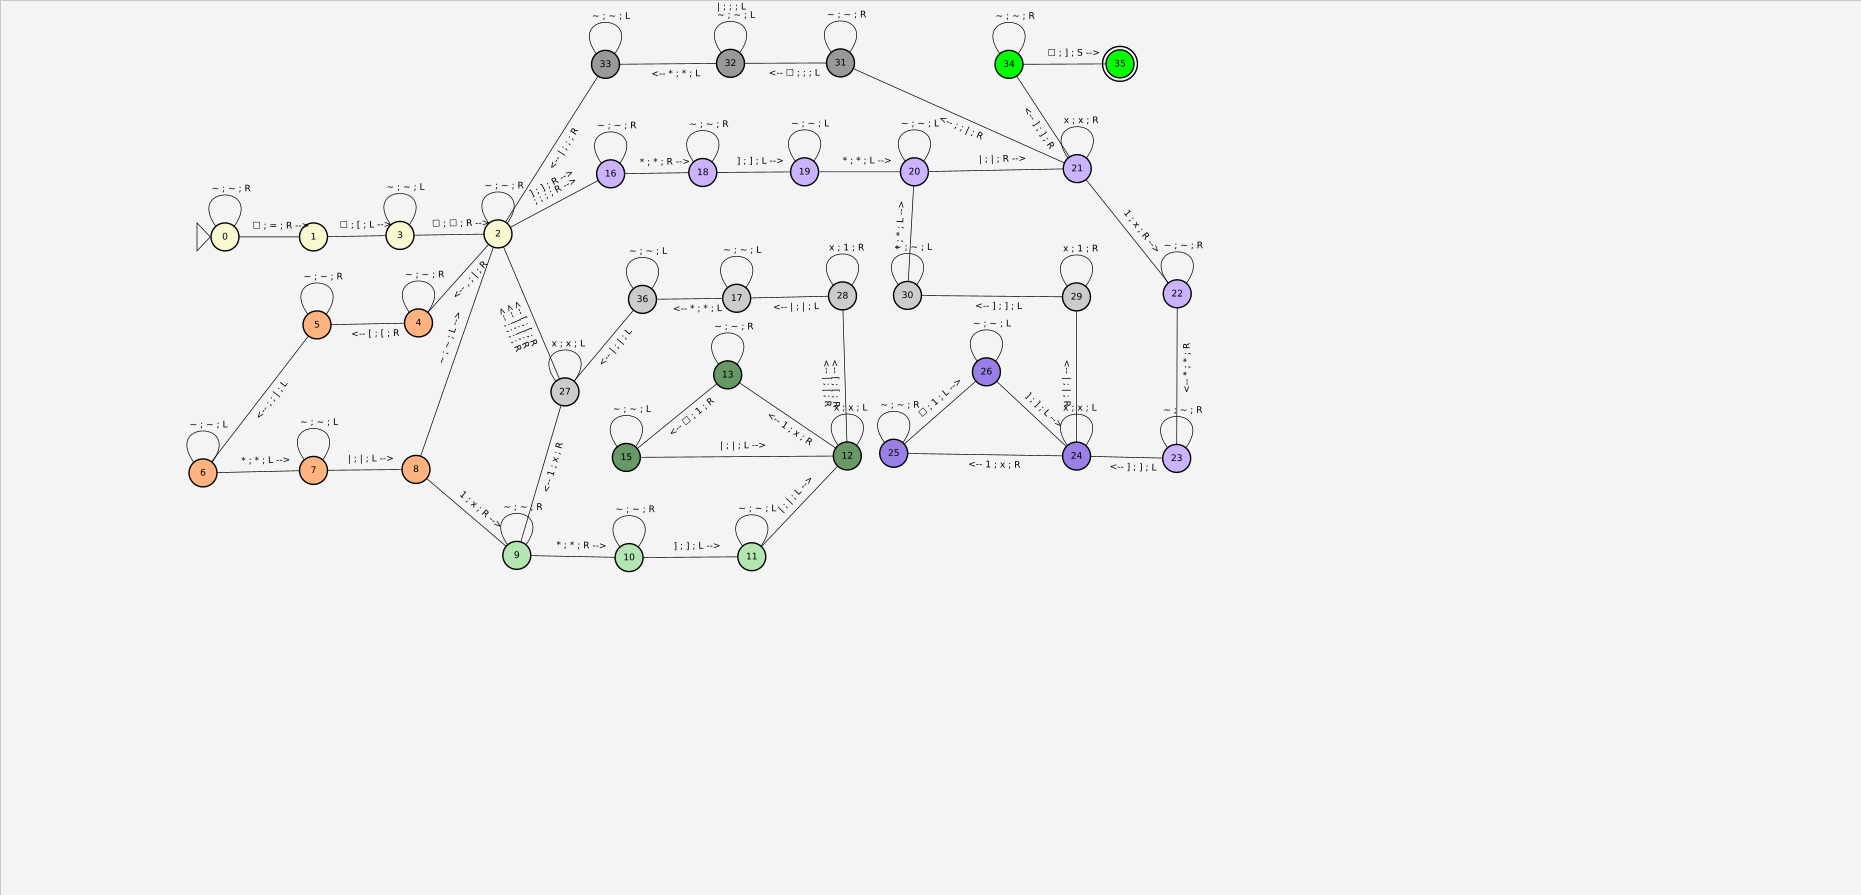 | ; ; ; L
~ ; ~ ; L
~ ; ~ ; L
~ ; ~ ; R
~ ; ~ ; R
33
<-- * ; * ; L
32
<-- □ ; ; ; L
31
34
□ ; ] ; S -->
35
<-- | ; ; ; R
<-- ; ; | ; R
<-- ] ; ] ; R
~ ; ~ ; R
~ ; ~ ; R
~ ; ~ ; L
~ ; ~ ; L
x ; x ; R
16
* ; * ; R -->
18
] ; ] ; L -->
19
* ; * ; L -->
20
| ; | ; R -->
21
] ; ] ; R -->
; ; ; ; R -->
~ ; ~ ; R
~ ; ~ ; L
~ ; ~ ; R
0
□ ; = ; R -->
1
□ ; [ ; L -->
3
□ ; □ ; R -->
2
* ; * ; L -->
1 ; x ; R -->
~ ; ~ ; R
~ ; ~ ; R
<-- ; ; | ; R
~ ; ~ ; L
~ ; ~ ; L
x ; 1 ; R
~ ; ~ ; L
x ; 1 ; R
~ ; ~ ; R
5
<-- [ ; [ ; R
4
36
<-- * ; * ; L
17
<-- | ; | ; L
28
30
<-- ] ; ] ; L
29
22
<-- ; ; | ; L
~ ; ~ ; L -->
<-- | ; | ; L
x ; x ; L
27
~ ; ~ ; R
13
~ ; ~ ; L
26
<-- * ; * ; R
~ ; ~ ; L
6
* ; * ; L -->
~ ; ~ ; L
7
| ; | ; L -->
8
~ ; ~ ; L
15
<-- □ ; 1 ; R
<-- 1 ; x ; R
| ; | ; L -->
x ; x ; L
12
~ ; ~ ; R
25
□ ; 1 ; L -->
] ; ] ; L -->
<-- 1 ; x ; R
x ; x ; L
24
<-- ] ; ] ; L
~ ; ~ ; R
23
1 ; x ; R -->
<-- 1 ; x ; R
~ ; ~ ; R
9
* ; * ; R -->
~ ; ~ ; R
10
] ; ] ; L -->
~ ; ~ ; L
11
| ; | ; L -->